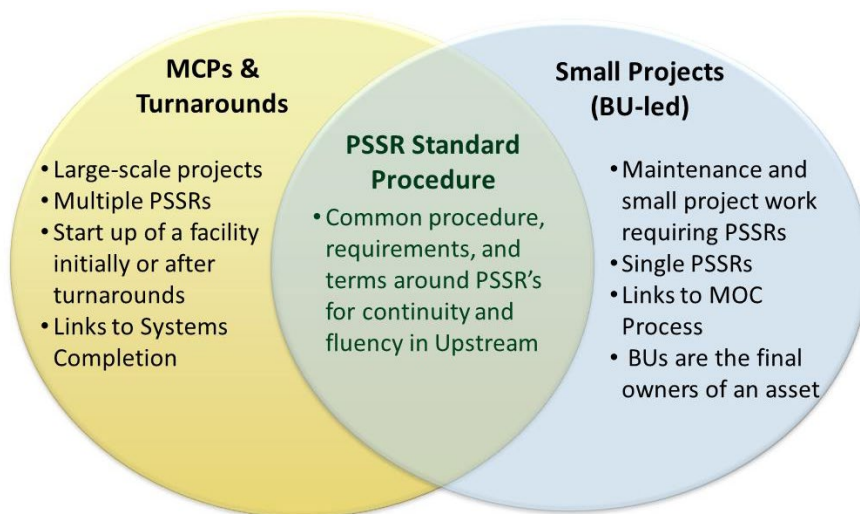 MCPs &
Turnarounds
• Large-scale projects
• Multiple PSSRs
• Start up of a facility
initially or after
turnarounds
• Links to Systems
Completion
PSSR Standard
Procedure
• Common procedure,
requirements, and
terms around PSSR’s
for continuity and
fluency in Upstream
Small Projects
(BU-led)
• Maintenance and
small project work
requiring PSSRs
• Single PSSRs
• Links to MOC
Process
• BUs are the final
owners of an asset